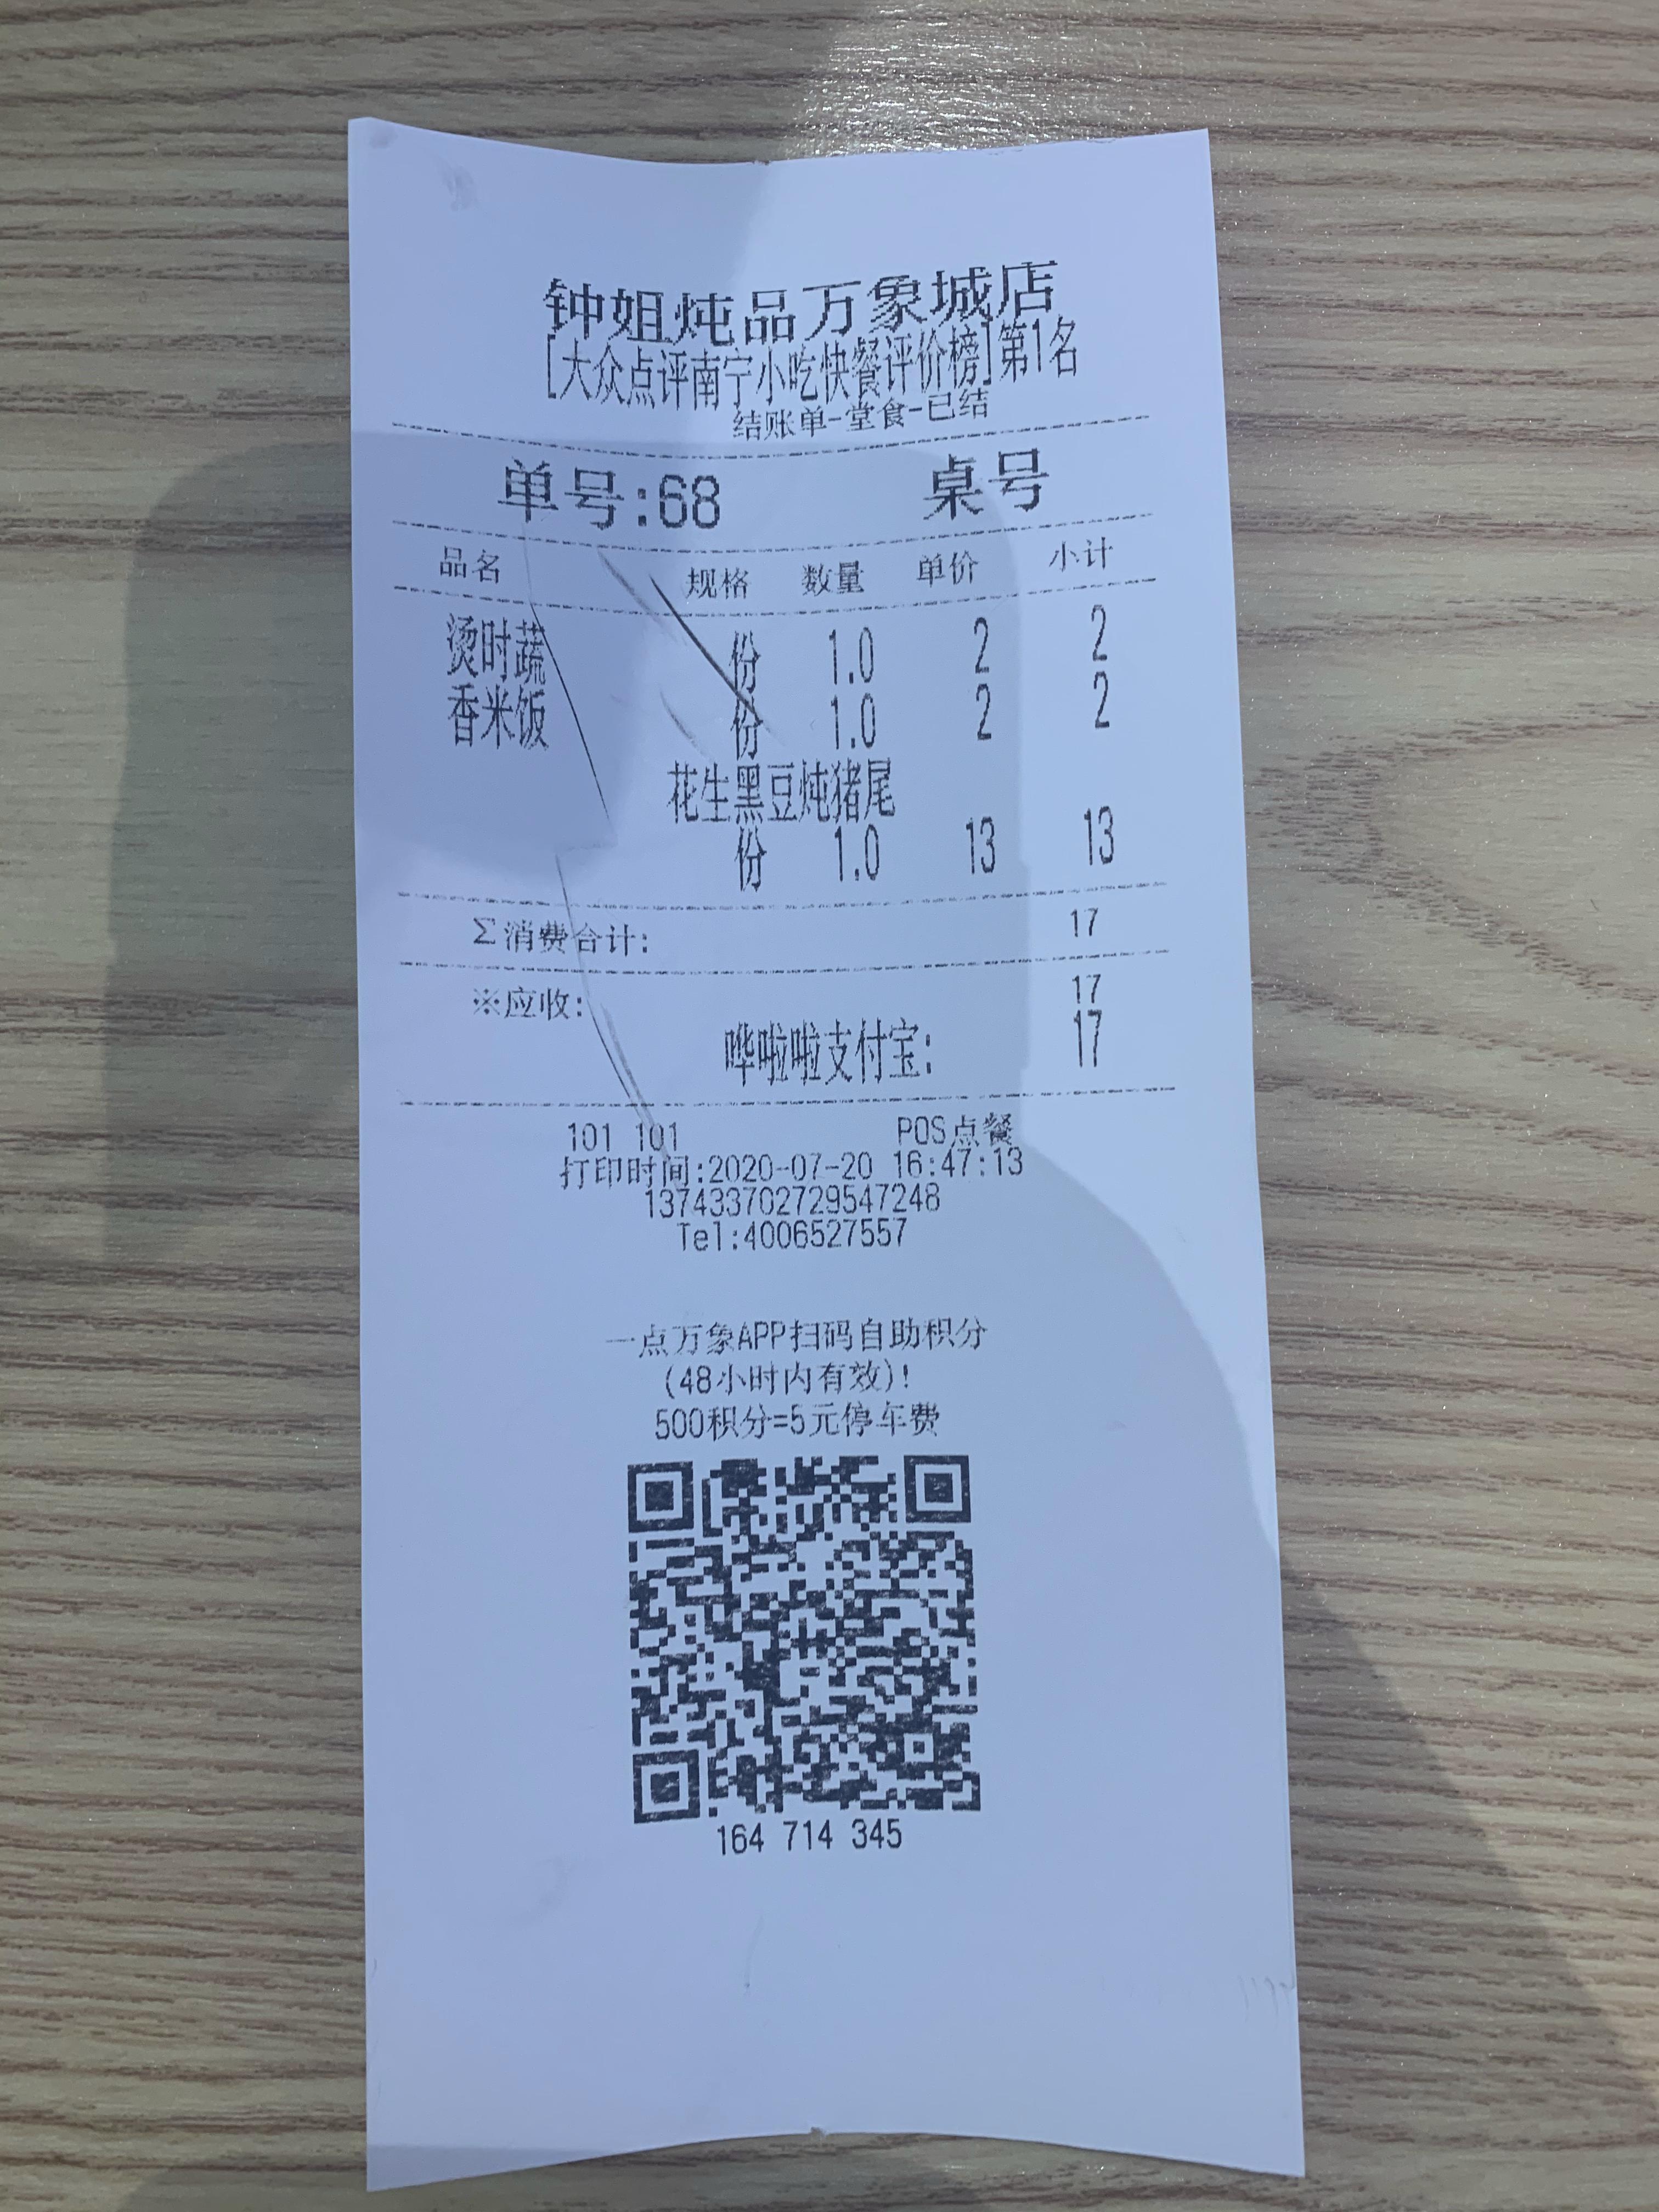 钟姐炖品万象城店
[大众点评南宁小吃快餐评价榜]第1名
结账单-堂食-已结
单号:68 桌号
品名 规格 数量 单价 小计
烫时蔬 份 1.0 2 2
香米饭 份 1.0 2 2
花生黑豆炖猪尾
份 1.0 13 13
Σ消费合计: 17
※应收: 17
哗啦啦支付宝: 17
101 101 POS点餐
打印时间:2020-07-20 16:47:13
137433702729547248
Tel:4006527557
一点万象APP扫码自助积分
(48小时内有效)!
500积分=5元停车费
164 714 345